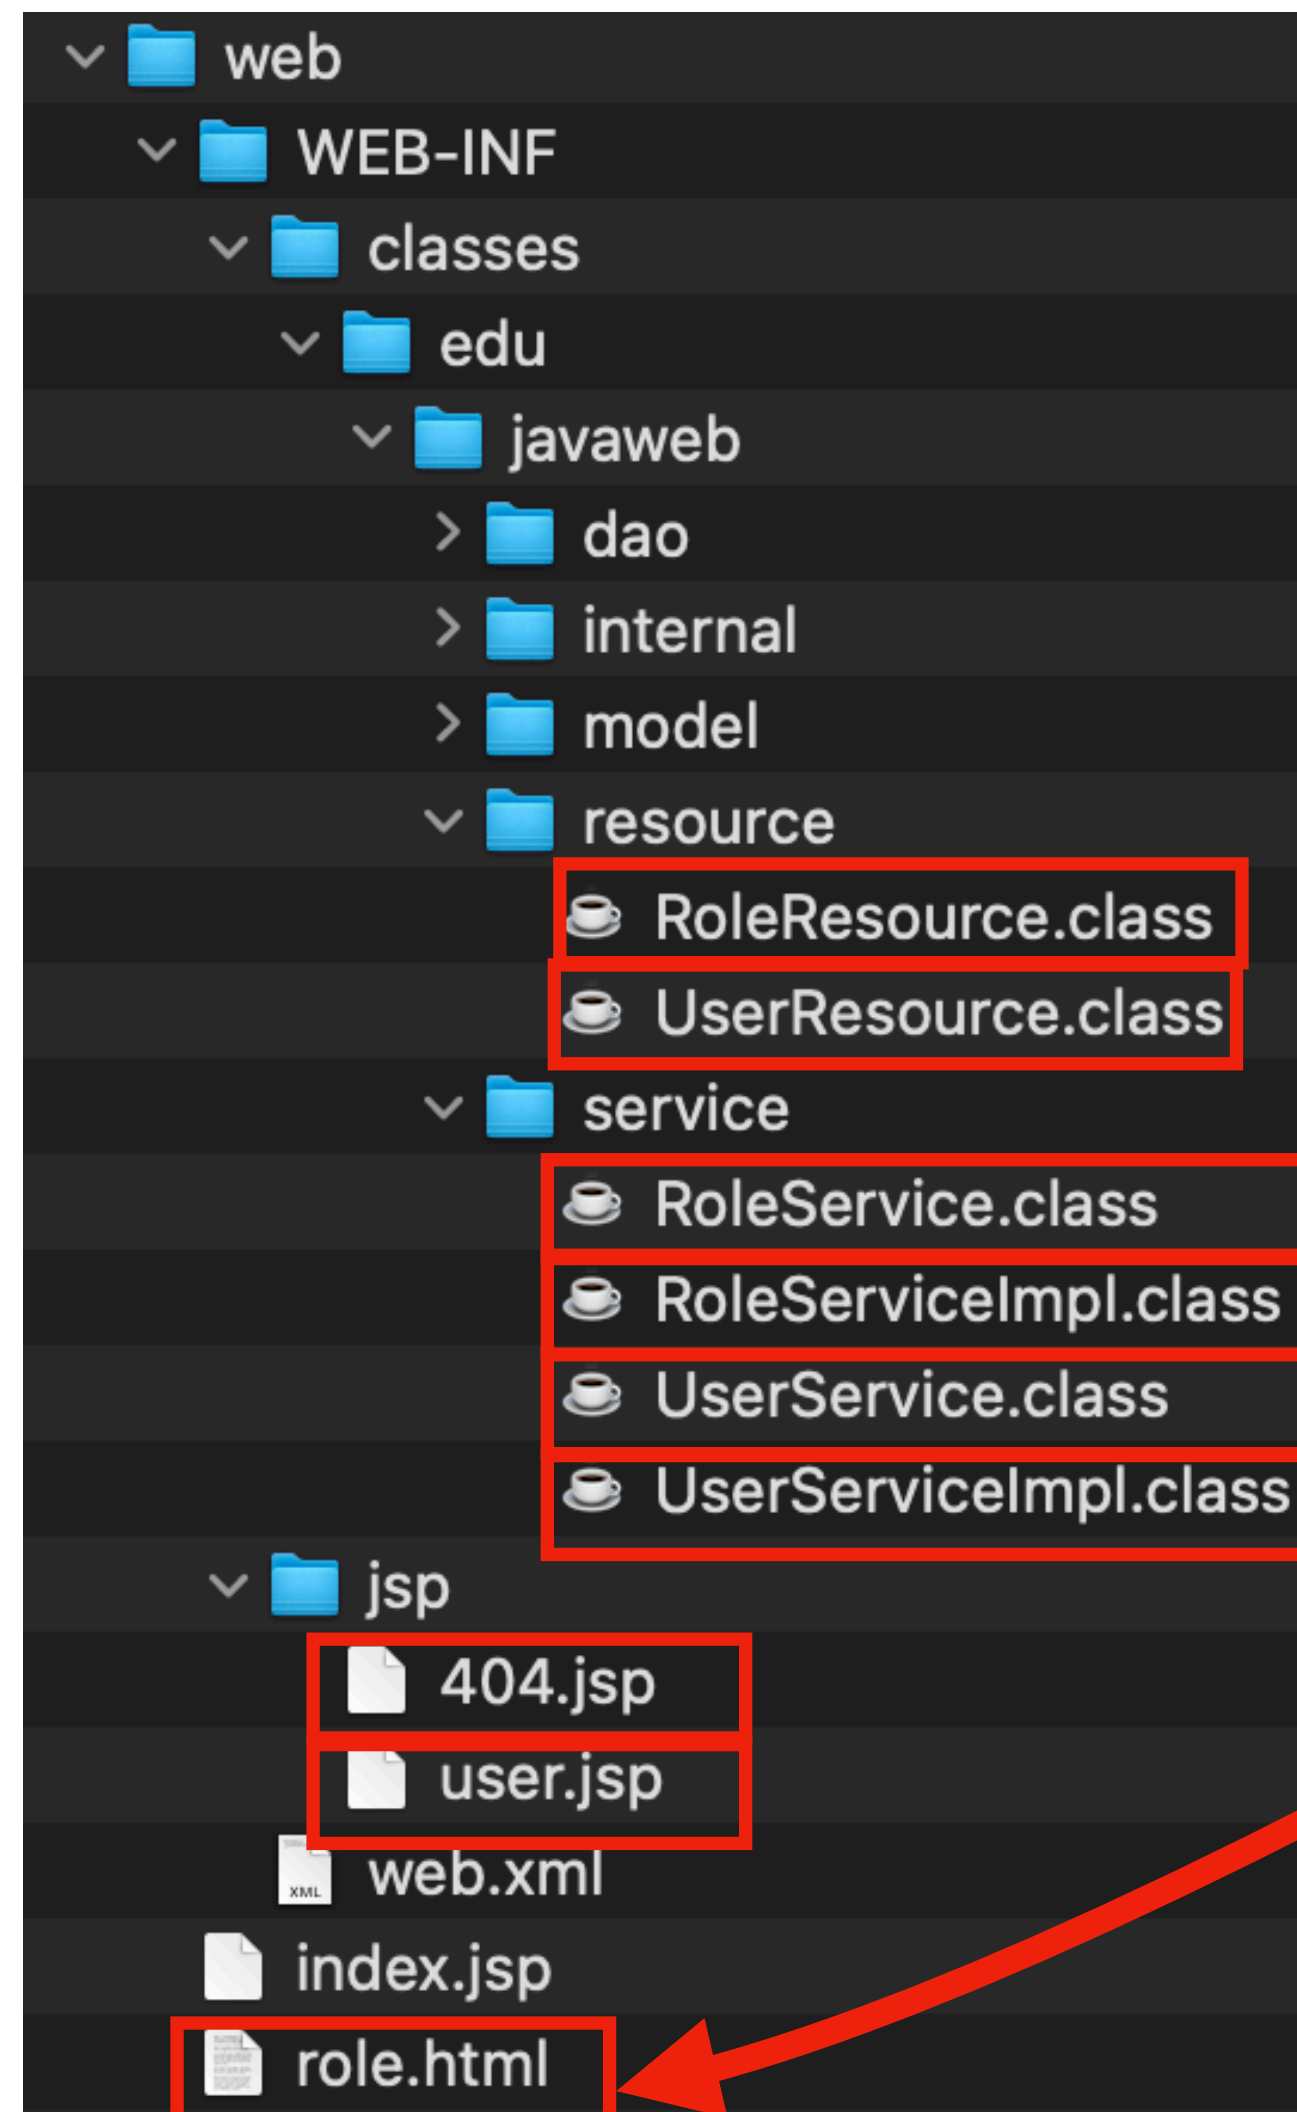 web
WEB-INF
classes
edu
javaweb
dao
internal
model
resource
RoleResource.class
UserResource.class
service
RoleService.class
RoleServiceImpl.class
UserService.class
UserServiceImpl.class
jsp
404.jsp
user.jsp
XML web.xml
index.jsp
role.html